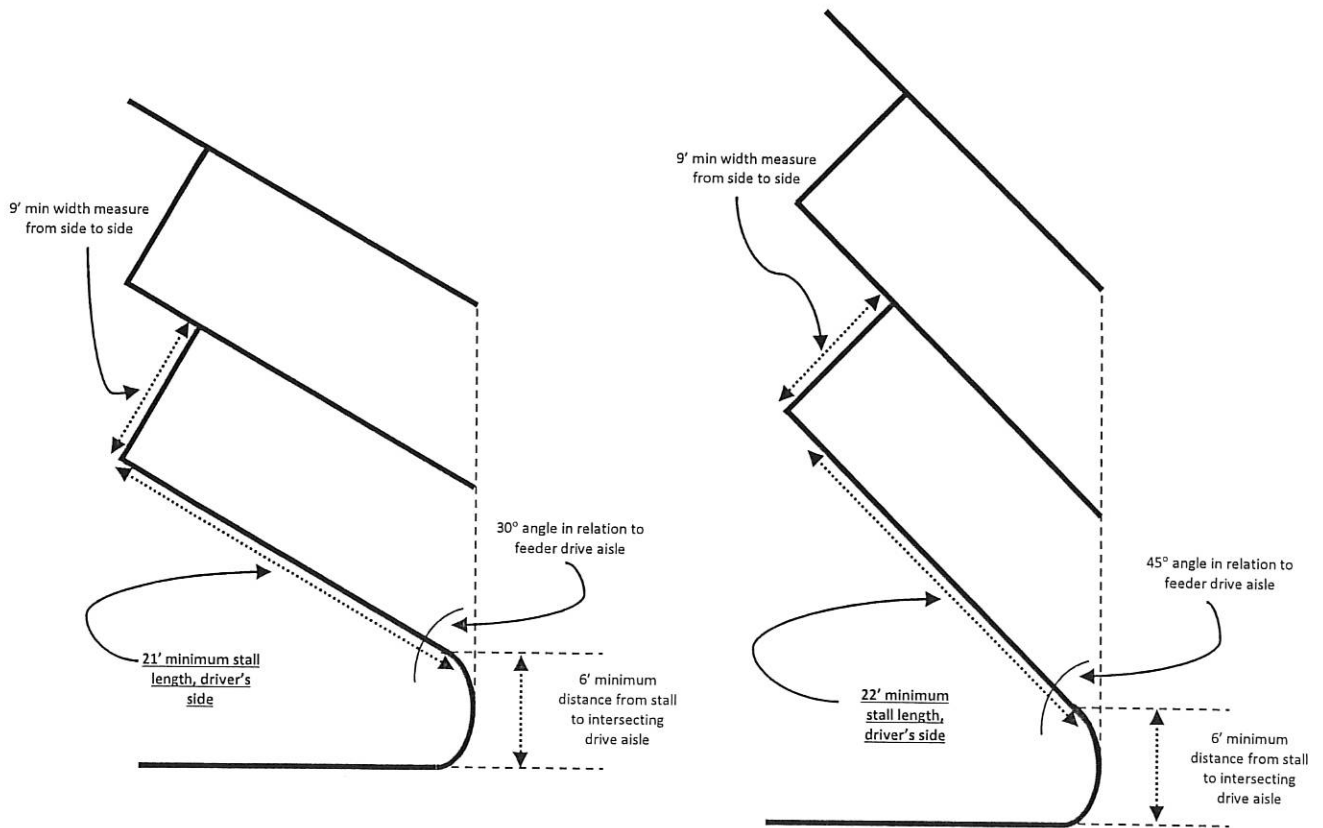 9' min width measure
from side to side
30° angle in relation to
feeder drive aisle
21' minimum stall
length, driver's
side
6' minimum
distance from stall
to intersecting
drive aisle
9' min width measure
from side to side
45° angle in relation to
feeder drive aisle
22' minimum
stall length,
driver's side
6' minimum
distance from stall
to intersecting
drive aisle